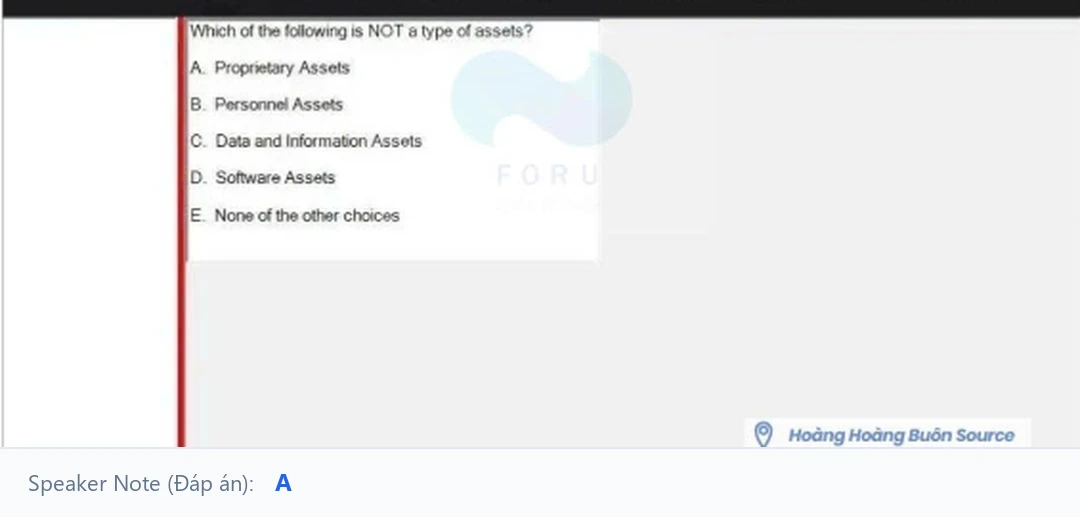 Which of the following is NOT a type of assets?
A. Proprietary Assets
B. Personnel Assets
C. Data and Information Assets
D. Software Assets
E. None of the other choices
FORU
Hoàng Hoàng Buôn Source
Speaker Note (Đáp án): A